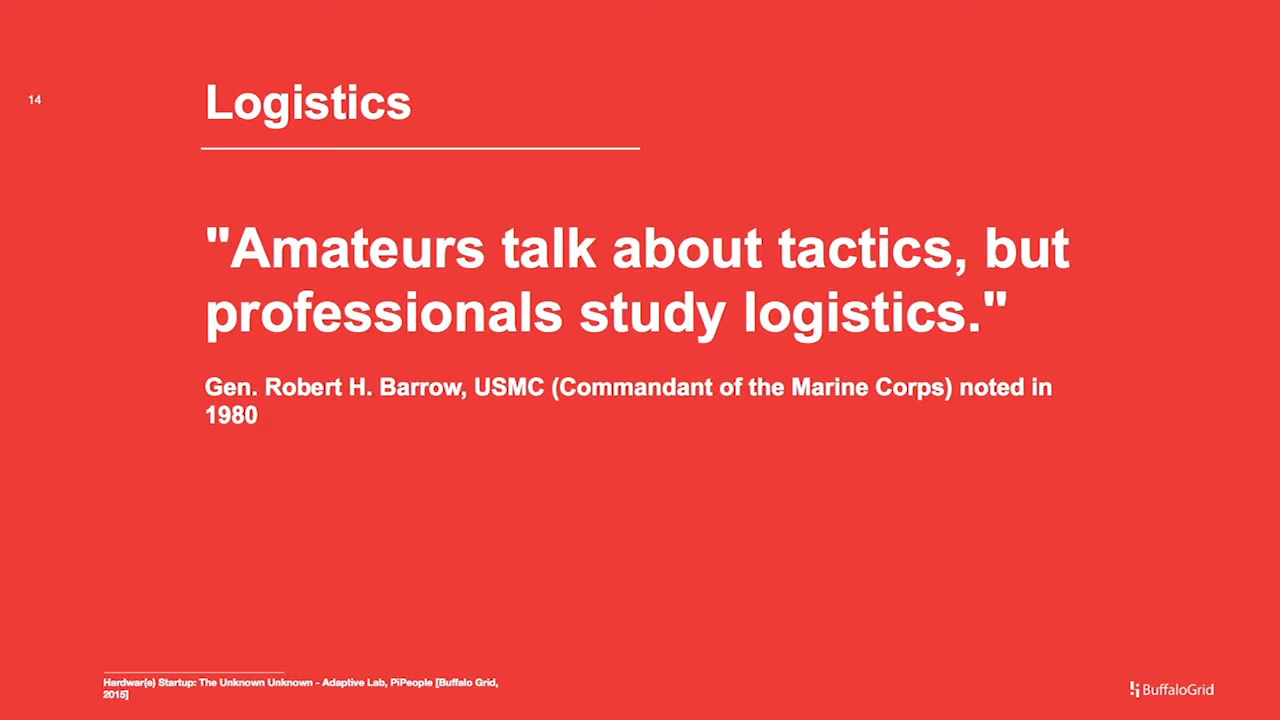 14
Logistics
"Amateurs talk about tactics, but
professionals study logistics."
Gen. Robert H. Barrow, USMC (Commandant of the Marine Corps) noted in
1980
Hardwar(e) Startup: The Unknown Unknown - Adaptive Lab, PiPeople [Buffalo Grid,
2015]
BuffaloGrid